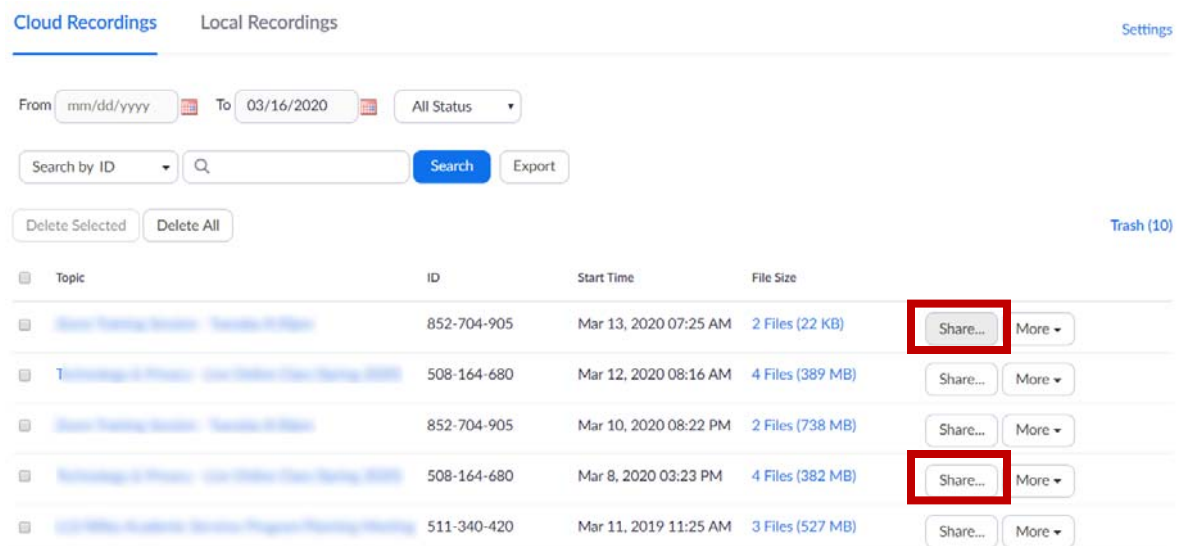 Cloud Recordings Local Recordings Settings
From mm/dd/yyyy To 03/16/2020 All Status
Search by ID Search Export
Delete Selected Delete All Trash (10)
Topic ID Start Time File Size
852-704-905 Mar 13, 2020 07:25 AM 2 Files (22 KB) Share... More
508-164-680 Mar 12, 2020 08:16 AM 4 Files (389 MB) Share... More
852-704-905 Mar 10, 2020 08:22 PM 2 Files (738 MB) Share... More
508-164-680 Mar 8, 2020 03:23 PM 4 Files (382 MB) Share... More
511-340-420 Mar 11, 2019 11:25 AM 3 Files (527 MB) Share... More